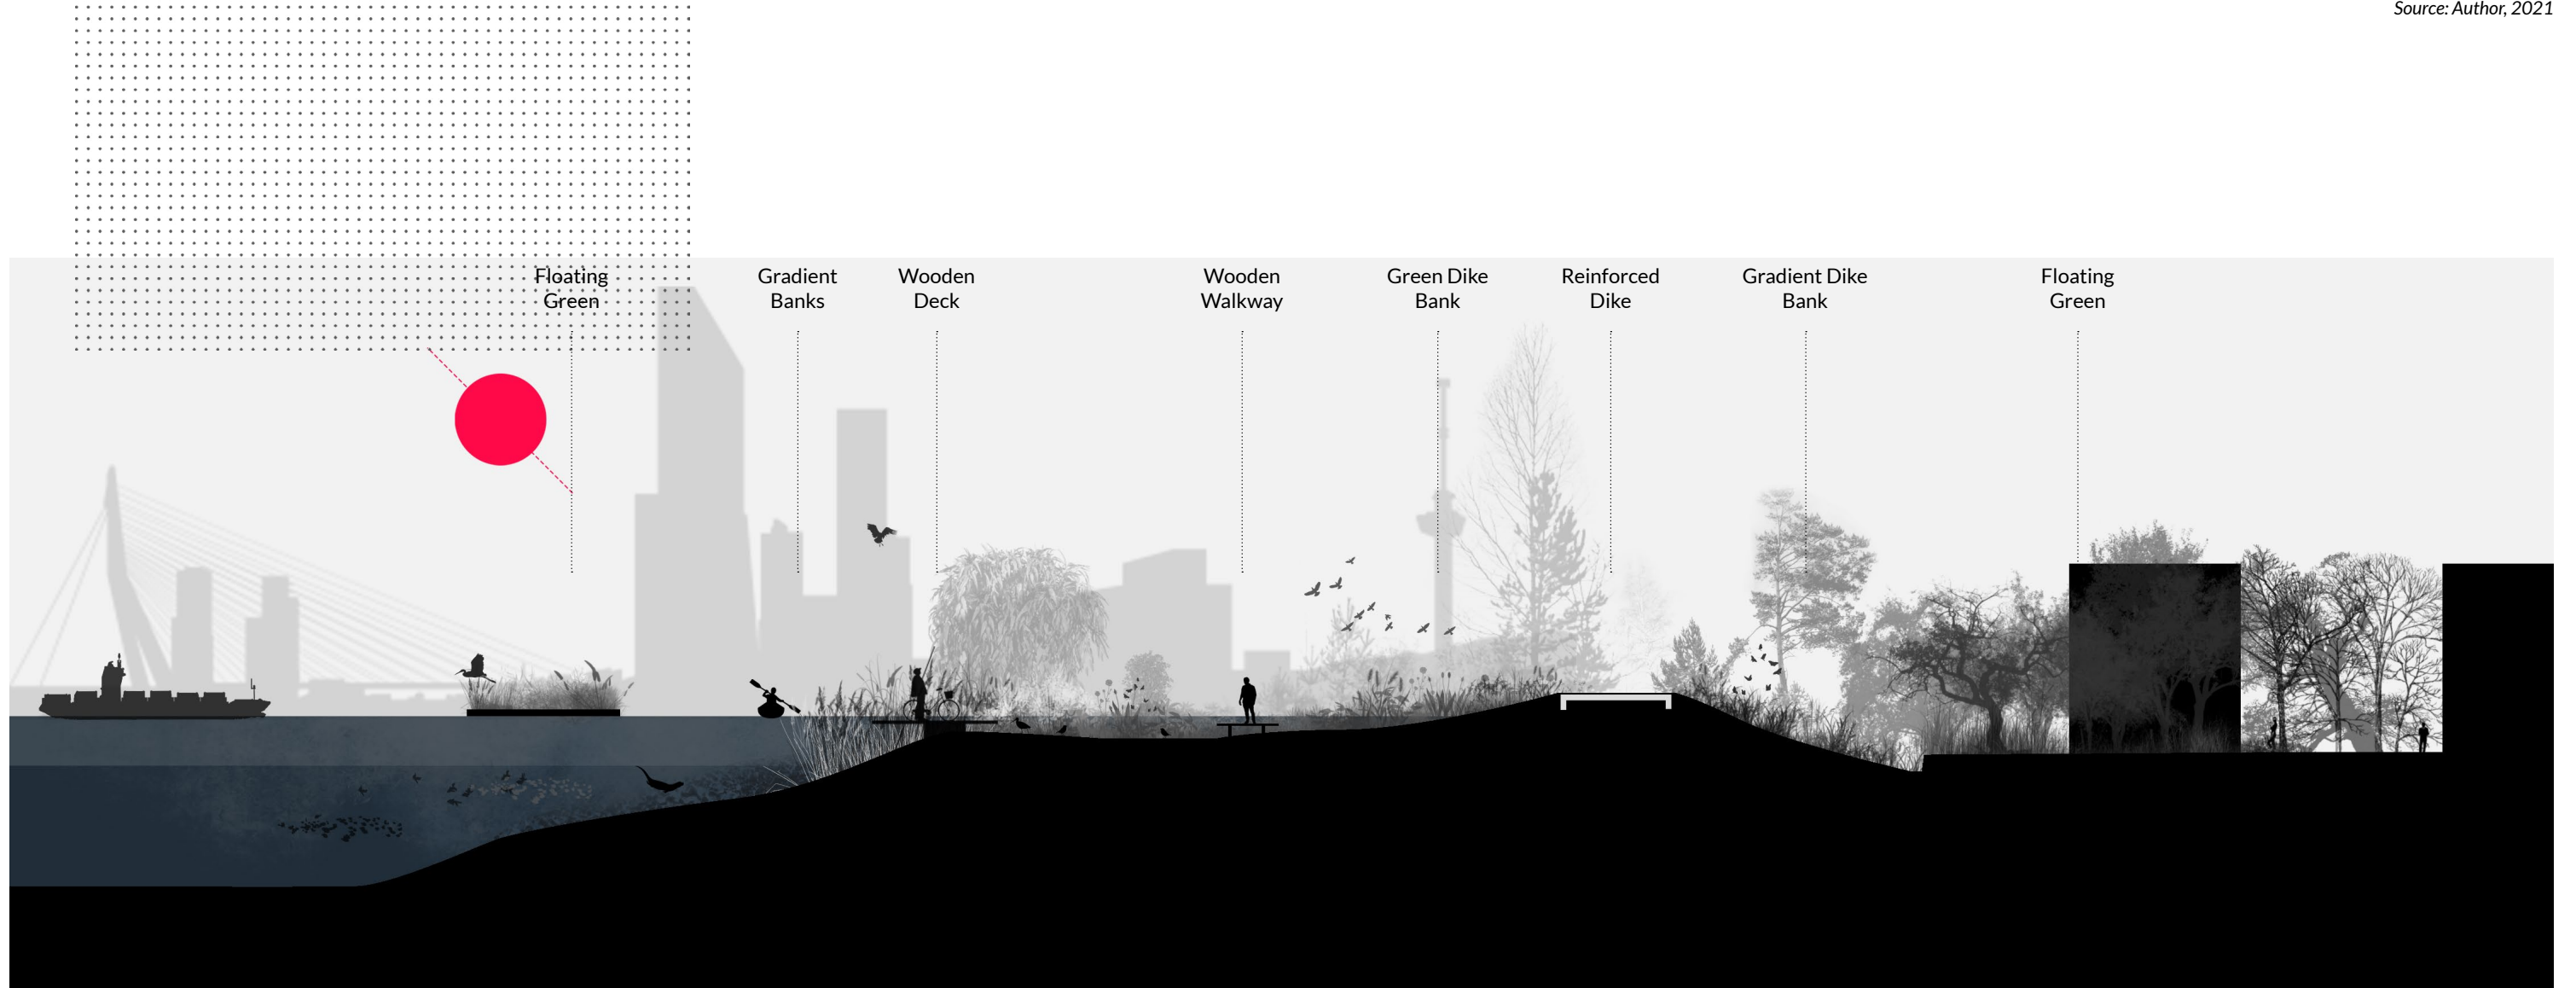 Source: Author, 2021
Floating
Green
Gradient
Banks
Wooden
Deck
Wooden
Walkway
Green Dike
Bank
Reinforced
Dike
Gradient Dike
Bank
Floating
Green